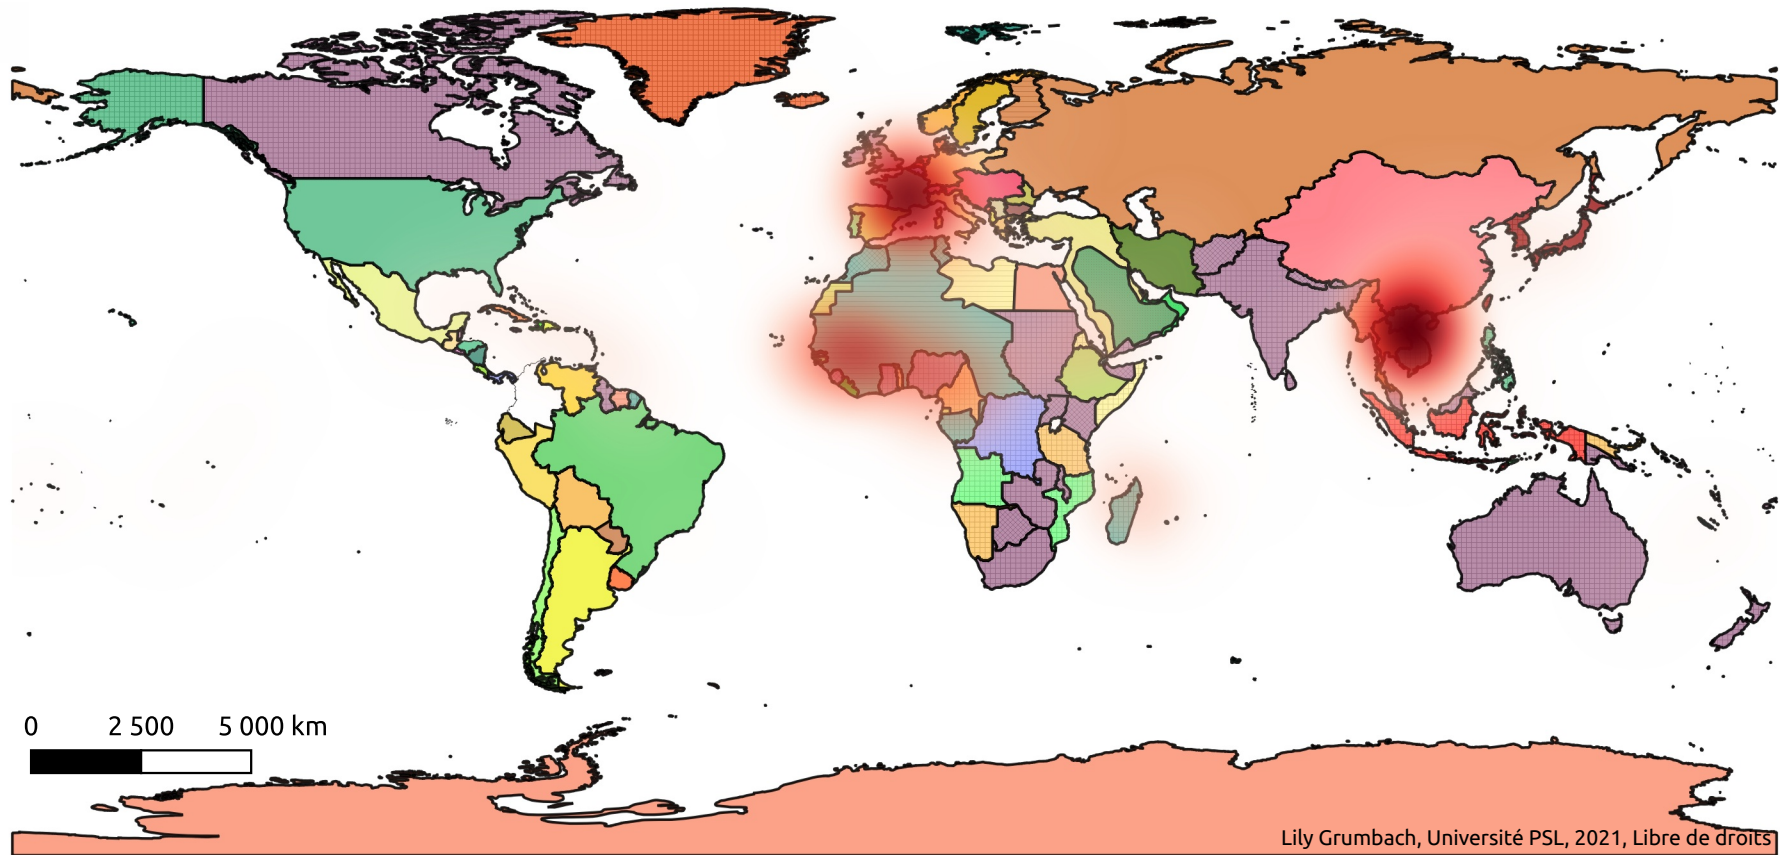 0 2 500 5 000 km
Lily Grumbach, Université PSL, 2021, Libre de droits